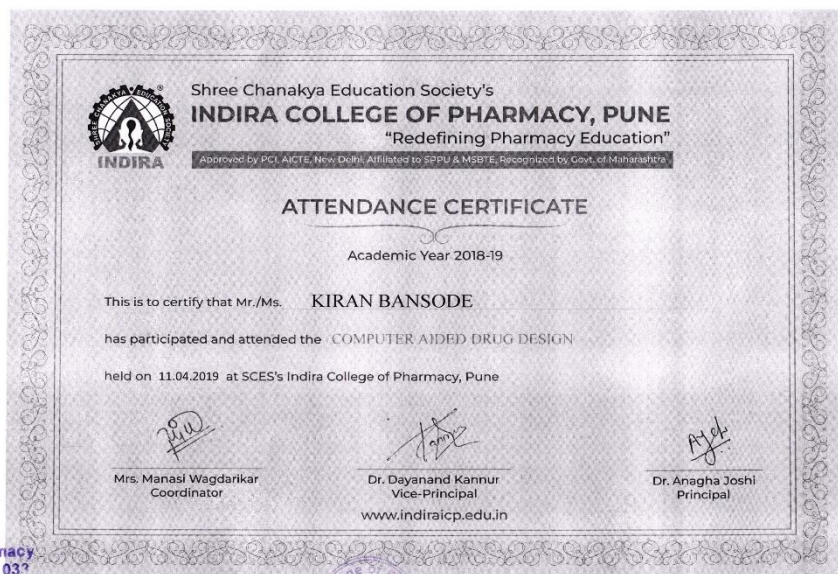 SHREE CHANAKYA EDUCATION SOCIETY
®
INDIRA
Shree Chanakya Education Society's
INDIRA COLLEGE OF PHARMACY, PUNE
"Redefining Pharmacy Education"
Approved by PCI, AICTE, New Delhi, Affiliated to SPPU & MSBTE, Recognized by Govt. of Maharashtra
ATTENDANCE CERTIFICATE
Academic Year 2018-19
This is to certify that Mr./Ms. KIRAN BANSODE
has participated and attended the COMPUTER AIDED DRUG DESIGN
held on 11.04.2019 at SCES's Indira College of Pharmacy, Pune
Mrs. Manasi Wagdarikar
Coordinator
Dr. Dayanand Kannur
Vice-Principal
Dr. Anagha Joshi
Principal
www.indiraicp.edu.in